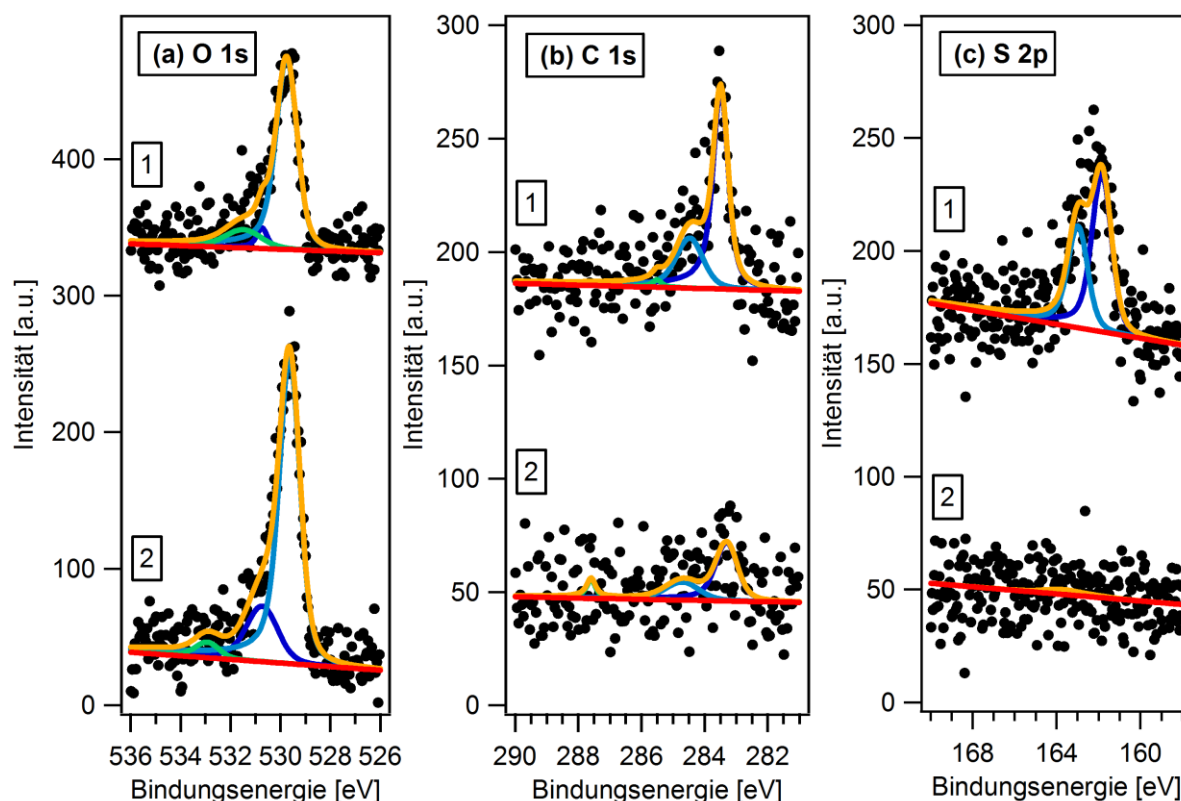 (a) O 1s
1
2
400
300
200
100
0
Intensität [a.u.]
536 534 532 530 528 526
Bindungsenergie [eV]
(b) C 1s
1
2
300
250
200
150
100
50
0
Intensität [a.u.]
290 288 286 284 282
Bindungsenergie [eV]
(c) S 2p
1
2
300
250
200
150
100
50
0
Intensität [a.u.]
168 164 160
Bindungsenergie [eV]